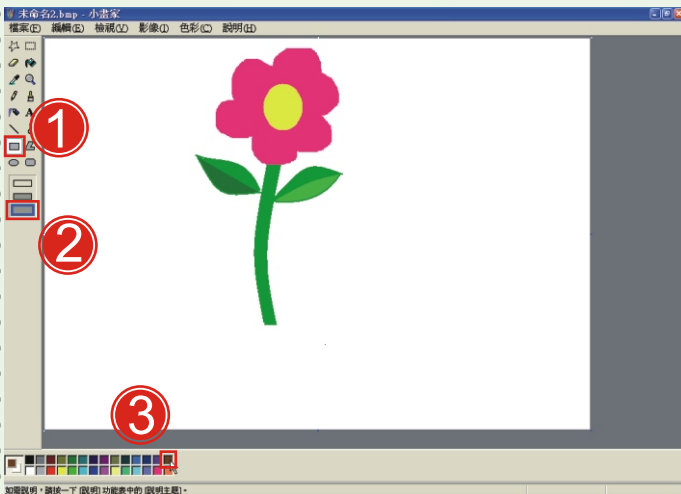 未命名2.bmp - 小畫家
檔案(F) 編輯(E) 檢視(V) 影像(I) 色彩(C) 說明(H)
A
1
2
3
如需說明，請按一下 [說明] 功能表中的 [說明主題]。